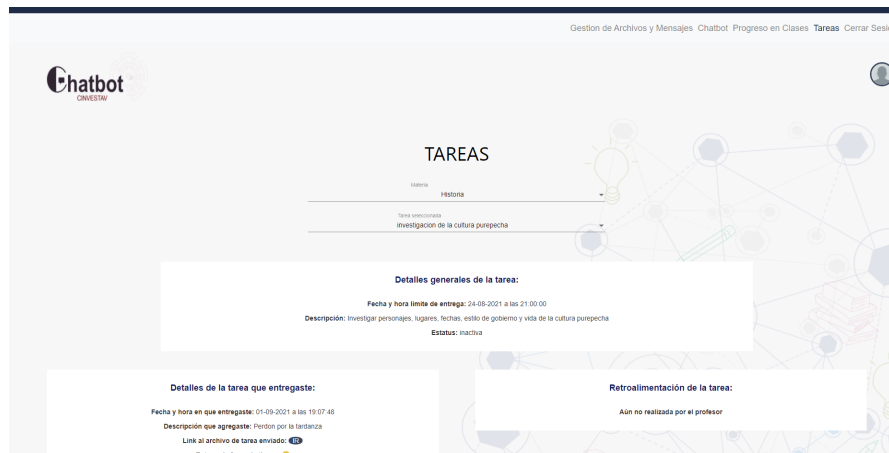 Gestion de Archivos y Mensajes Chatbot Progreso en Clases Tareas Cerrar Sesi
Chatbot
CINVESTAV
TAREAS
Materia
Historia
Tarea seleccionada
Investigacion de la cultura purepecha
Detalles generales de la tarea:
Fecha y hora limite de entrega: 24-08-2021 a las 21:00:00
Descripción: Investigar personajes, lugares, fechas, estilo de gobierno y vida de la cultura purepecha
Estatus: inactiva
Detalles de la tarea que entregaste:
Fecha y hora en que entregaste: 01-09-2021 a las 19:07:48
Descripción que agregaste: Perdon por la tardanza
Link al archivo de tarea enviado: IR
Retroalimentación de la tarea:
Aún no realizada por el profesor